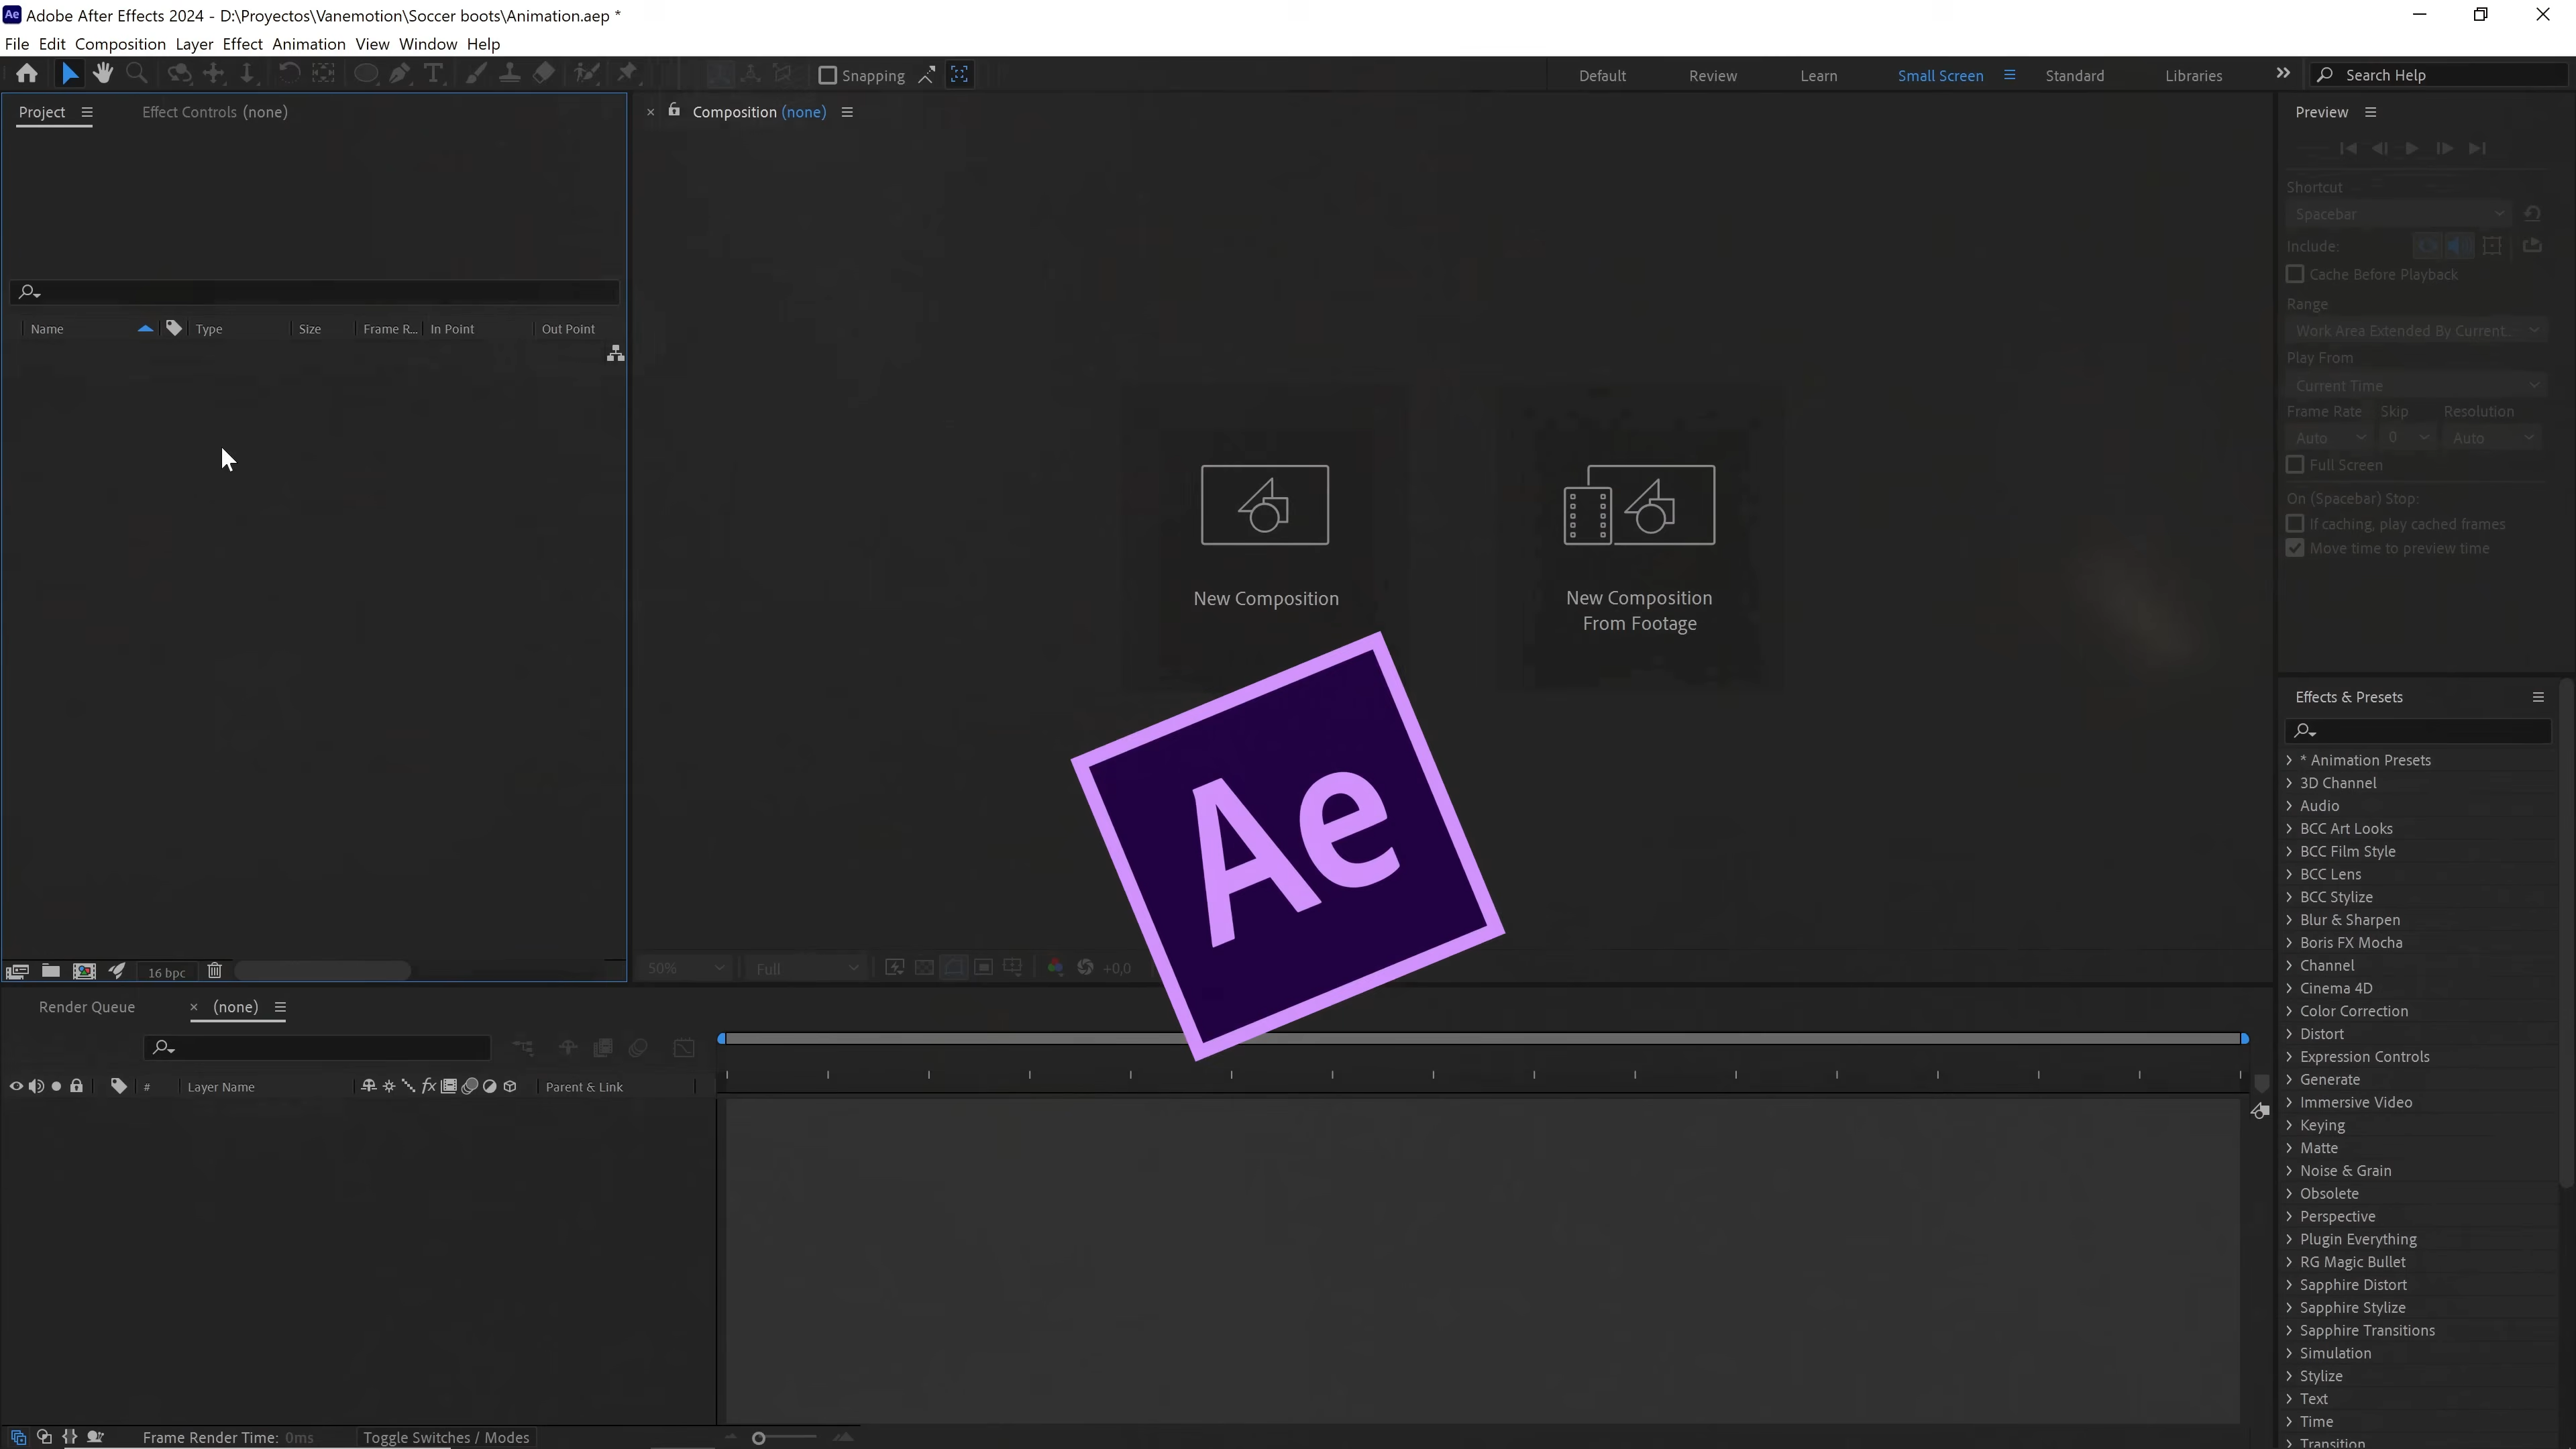 Adobe After Effects 2024 - D:\Proyectos\Vanemotion\Soccer boots\Animation.aep *
File Edit Composition Layer Effect Animation View Window Help
Snapping
Default Review Learn Small Screen Standard Libraries
Search Help
Project
Effect Controls (none)
Composition (none)
Preview
Shortcut
Spacebar
Include:
Cache Before Playback
Range
Work Area Extended By Current...
Play From
Current Time
Frame Rate Skip Resolution
Auto 0 Auto
Full Screen
On (Spacebar) Stop:
If caching, play cached frames
Move time to preview time
Name Type Size Frame R... In Point Out Point
New Composition
New Composition
From Footage
Ae
Effects & Presets
* Animation Presets
3D Channel
Audio
BCC Art Looks
BCC Film Style
BCC Lens
BCC Stylize
Blur & Sharpen
Boris FX Mocha
Channel
Cinema 4D
Color Correction
Distort
Expression Controls
Generate
Immersive Video
Keying
Matte
Noise & Grain
Obsolete
Perspective
Plugin Everything
RG Magic Bullet
Sapphire Distort
Sapphire Stylize
Sapphire Transitions
Simulation
Stylize
Text
Time
Transition
16 bpc
50% Full +0,0
Render Queue (none)
# Layer Name fx Parent & Link
Frame Render Time: 0ms Toggle Switches / Modes